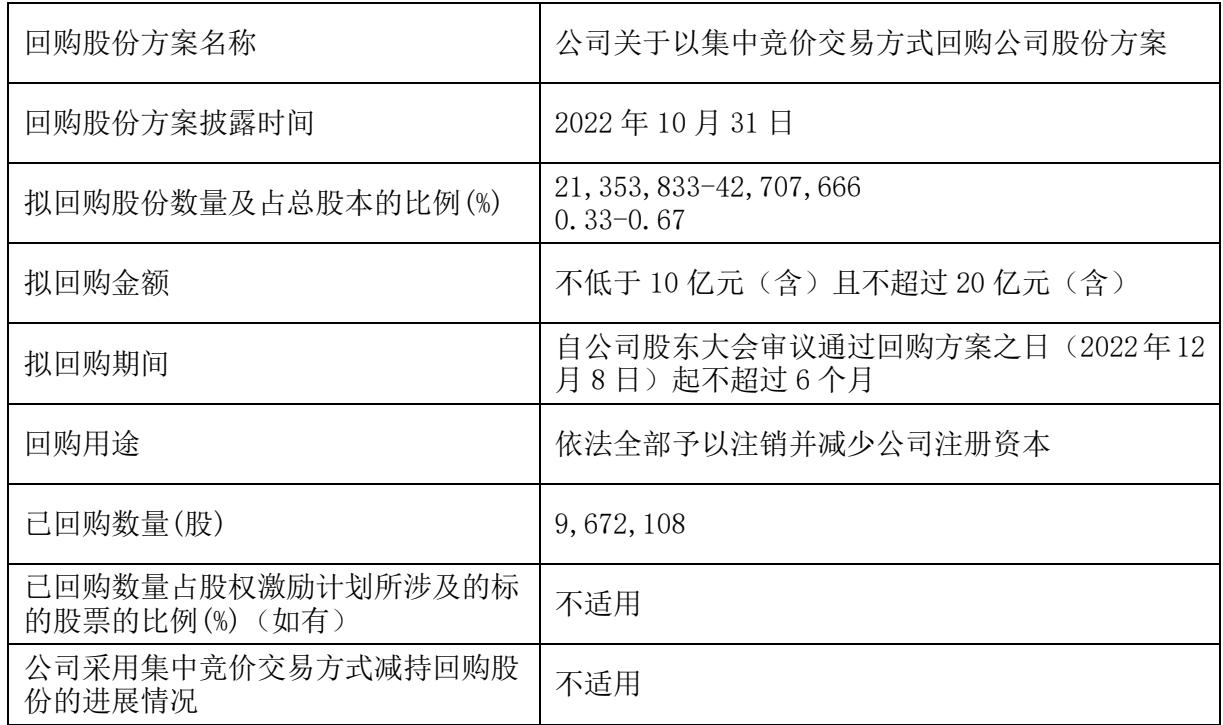 回购股份方案名称
公司关于以集中竞价交易方式回购公司股份方案
回购股份方案披露时间
2022 年 10 月 31 日
拟回购股份数量及占总股本的比例(%)
21,353,833-42,707,666
0.33-0.67
拟回购金额
不低于 10 亿元（含）且不超过 20 亿元（含）
拟回购期间
自公司股东大会审议通过回购方案之日（2022 年 12
月 8 日）起不超过 6 个月
回购用途
依法全部予以注销并减少公司注册资本
已回购数量(股)
9,672,108
已回购数量占股权激励计划所涉及的标
的股票的比例(%)（如有）
不适用
公司采用集中竞价交易方式减持回购股
份的进展情况
不适用